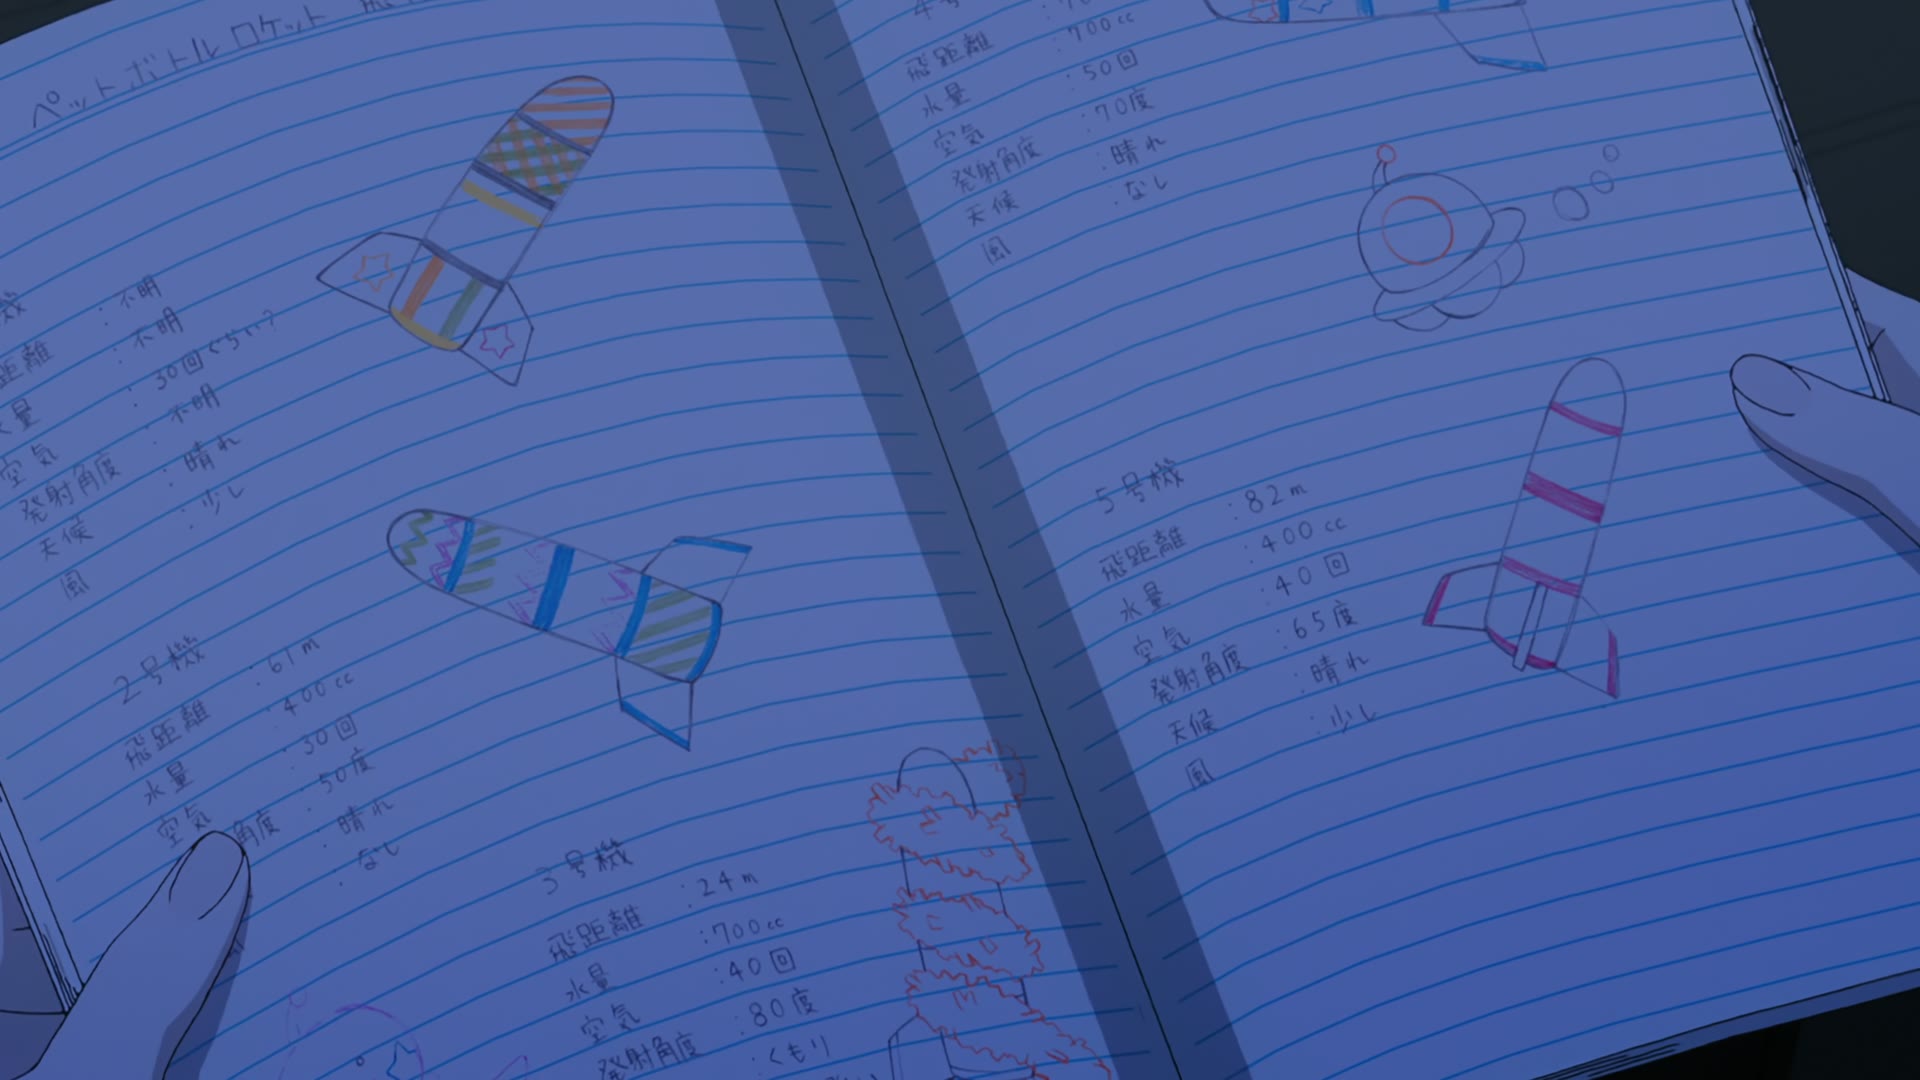 ペットボトルロケット
機
距離 : 不明
水量 : 不明
空気 : 30回ぐらい?
発射角度 : 不明
天候 : 晴れ
風 : 少し
2号機
飛距離 : 61m
水量 : 400cc
空気 : 30回
角度 : 50度
: 晴れ
: なし
3号機
飛距離 : 24m
水量 : 700cc
空気 : 40回
発射角度 : 80度
: くもり
4号
飛距離
水量 : 700cc
空気 : 50回
発射角度 : 70度
天候 : 晴れ
風 : なし
5号機
飛距離 : 82m
水量 : 400cc
空気 : 40回
発射角度 : 65度
天候 : 晴れ
風 : 少し